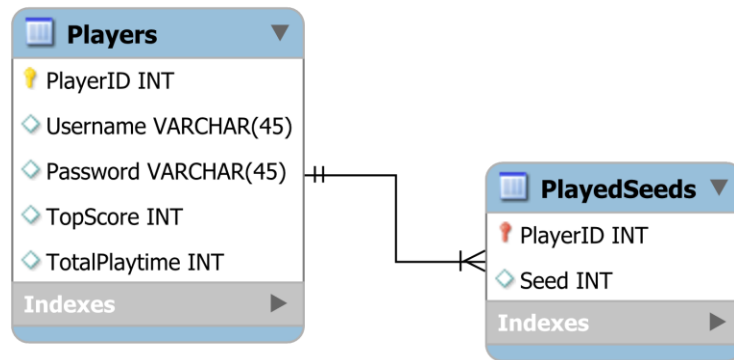 Players
PlayerID INT
Username VARCHAR(45)
Password VARCHAR(45)
TopScore INT
TotalPlaytime INT
Indexes
PlayedSeeds
PlayerID INT
Seed INT
Indexes